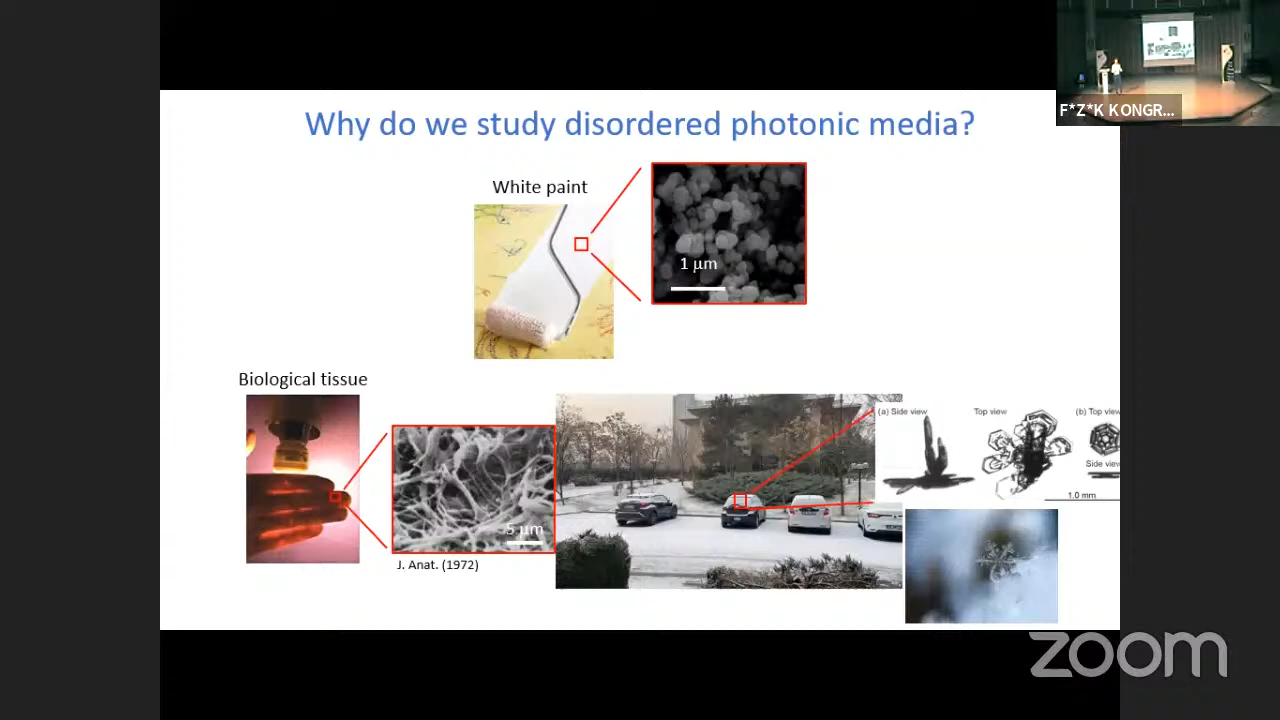 F*Z*K KONGR...
Why do we study disordered photonic media?
White paint
1 μm
Biological tissue
5 μm
J. Anat. (1972)
(a) Side view
Top view
(b) Top view
Side view
1.0 mm
zoom